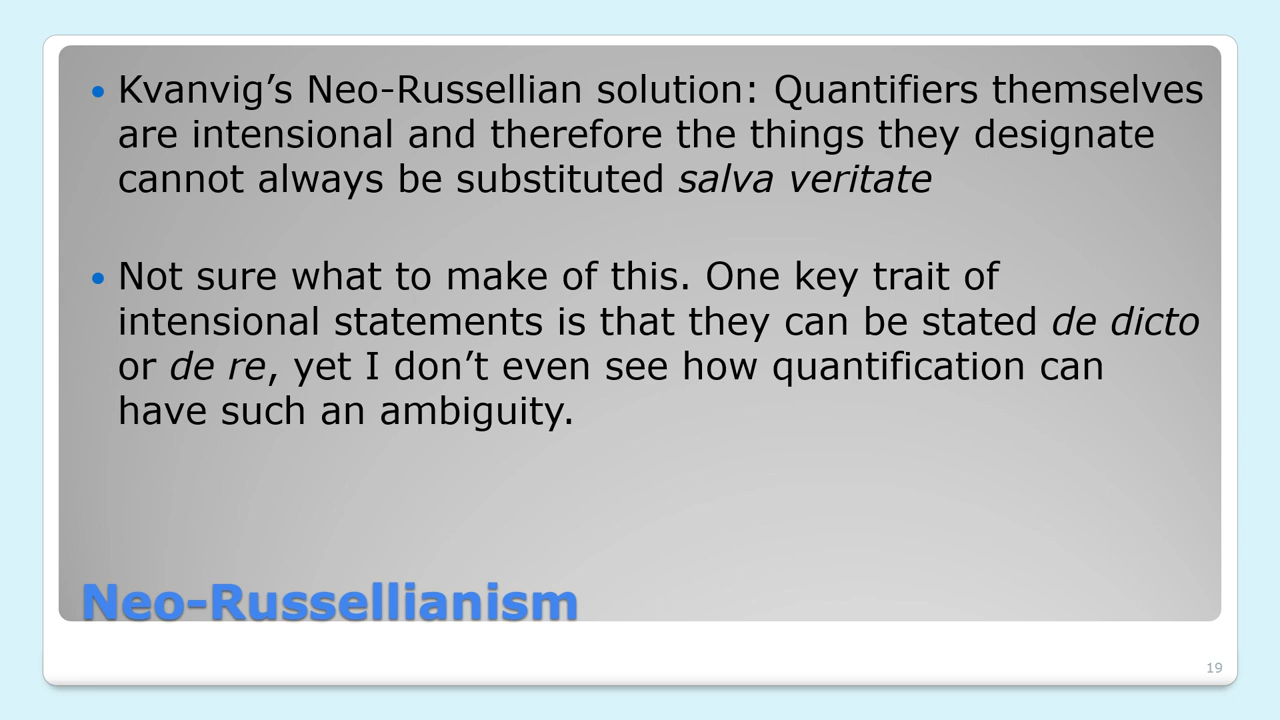 • Kvanvig’s Neo-Russellian solution: Quantifiers themselves
are intensional and therefore the things they designate
cannot always be substituted salva veritate
• Not sure what to make of this. One key trait of
intensional statements is that they can be stated de dicto
or de re, yet I don’t even see how quantification can
have such an ambiguity.
Neo-Russellianism
19